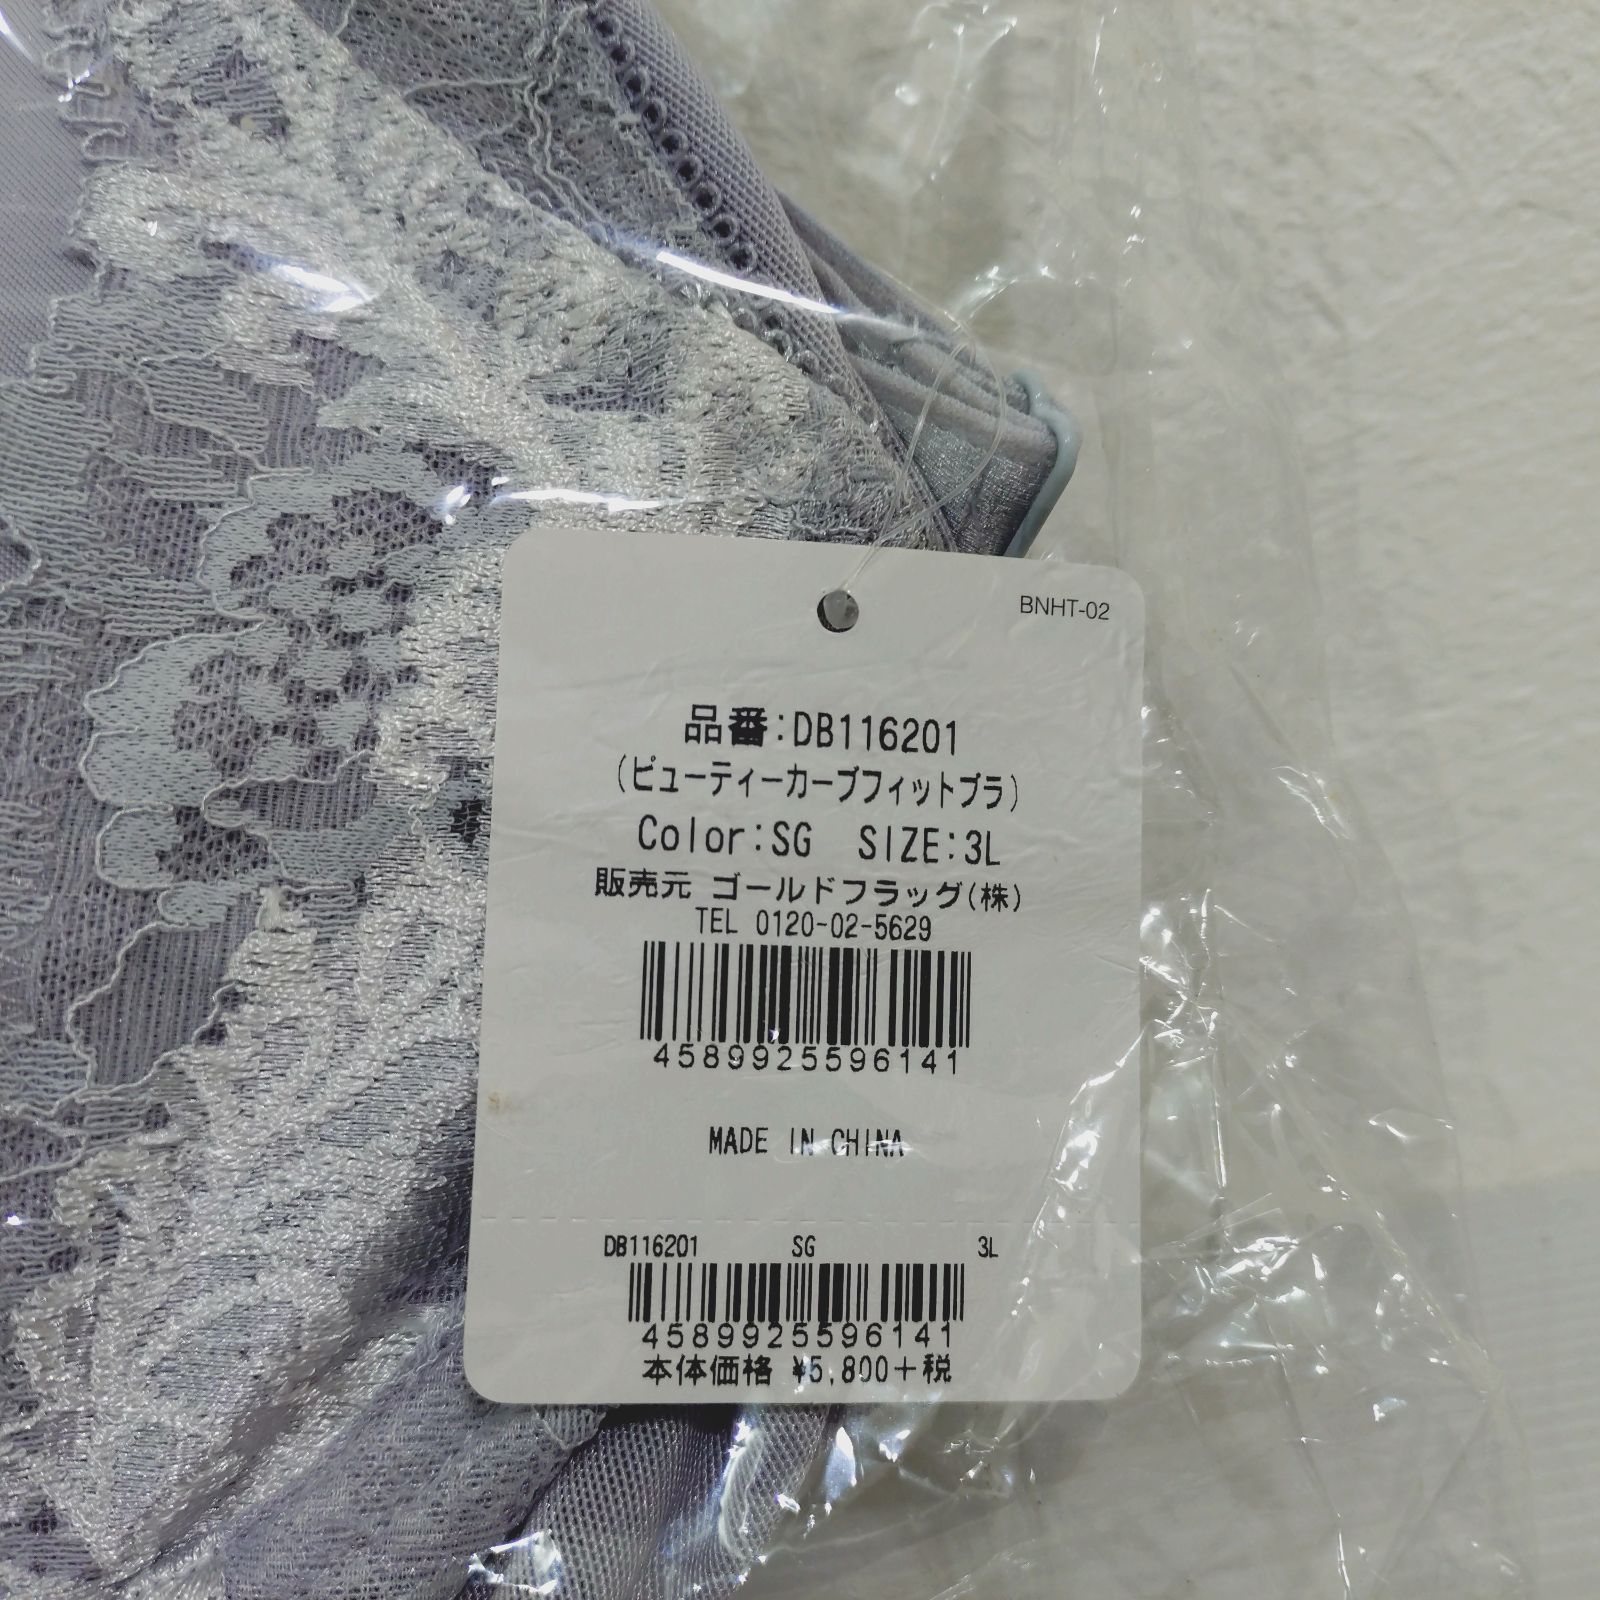 BNHT-02
品番:DB116201
(ビューティーカーブフィットブラ)
Color:SG SIZE:3L
販売元 ゴールドフラッグ(株)
TEL 0120-02-5629
4589925596141
MADE IN CHINA
DB116201 SG 3L
4589925596141
本体価格 ¥5,800+税